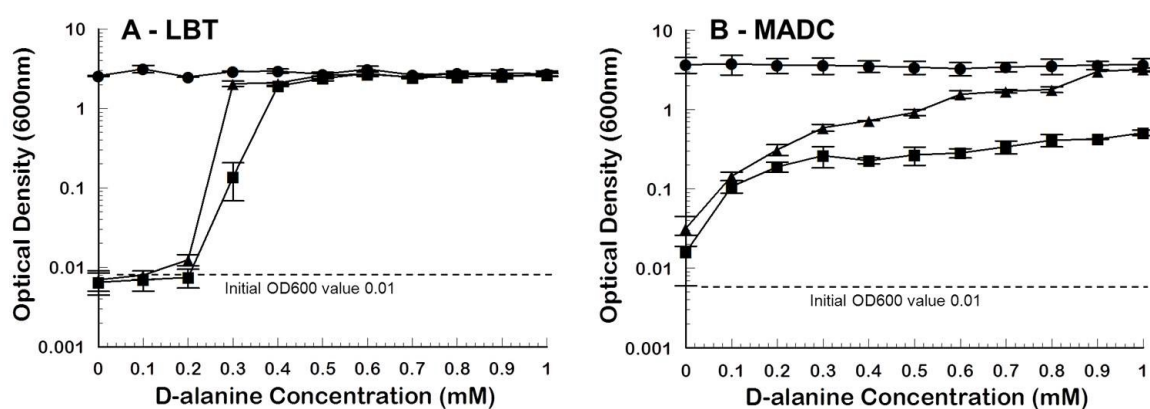 A - LBT
Optical Density (600nm)
10
1
0.1
0.01
0.001
Initial OD600 value 0.01
0 0.1 0.2 0.3 0.4 0.5 0.6 0.7 0.8 0.9 1
D-alanine Concentration (mM)
B - MADC
Optical Density (600nm)
10
1
0.1
0.01
0.001
Initial OD600 value 0.01
0 0.1 0.2 0.3 0.4 0.5 0.6 0.7 0.8 0.9 1
D-alanine Concentration (mM)